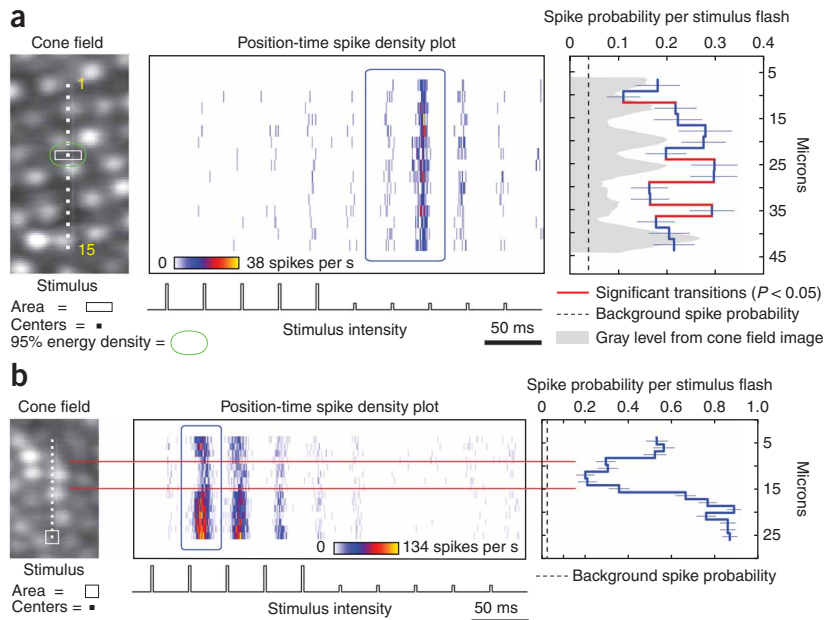 a
Cone field
Position-time spike density plot
Spike probability per stimulus flash
0 0.1 0.2 0.3 0.4
1
15
5
15
25
35
45
Microns
0 38 spikes per s
Stimulus
Area =
Centers =
95% energy density =
Stimulus intensity
50 ms
Significant transitions (P < 0.05)
Background spike probability
Gray level from cone field image
b
Cone field
Position-time spike density plot
Spike probability per stimulus flash
0 0.2 0.4 0.6 0.8 1.0
5
15
25
Microns
0 134 spikes per s
Stimulus
Area =
Centers =
Stimulus intensity
50 ms
Background spike probability